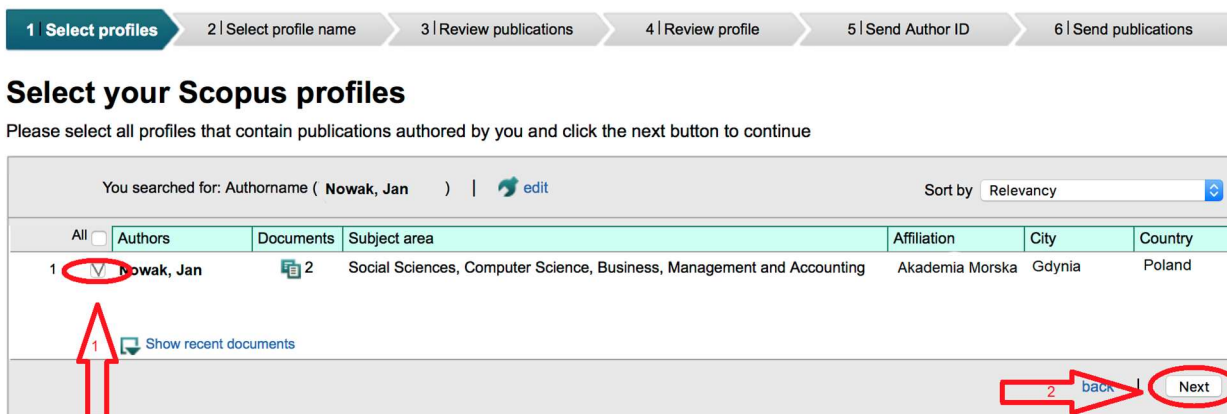 1 | Select profiles 2 | Select profile name 3 | Review publications 4 | Review profile 5 | Send Author ID 6 | Send publications
Select your Scopus profiles
Please select all profiles that contain publications authored by you and click the next button to continue
You searched for: Authorname ( Nowak, Jan ) | edit Sort by Relevancy
All Authors Documents Subject area Affiliation City Country
1 Nowak, Jan 2 Social Sciences, Computer Science, Business, Management and Accounting Akademia Morska Gdynia Poland
1 Show recent documents
2 back | Next